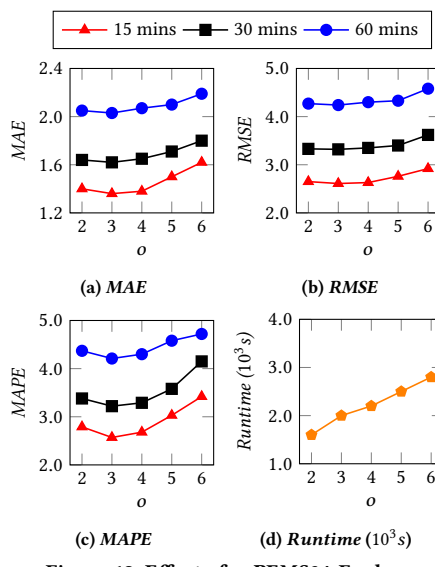 15 mins 30 mins 60 mins
2.4
2.0
1.6
1.2
MAE
2 3 4 5 6
o
(a) MAE
5.0
4.0
3.0
2.0
RMSE
2 3 4 5 6
o
(b) RMSE
5.0
4.0
3.0
2.0
MAPE
2 3 4 5 6
o
(c) MAPE
4.0
3.0
2.0
1.0
Runtime (10³s)
2 3 4 5 6
o
(d) Runtime (10³s)